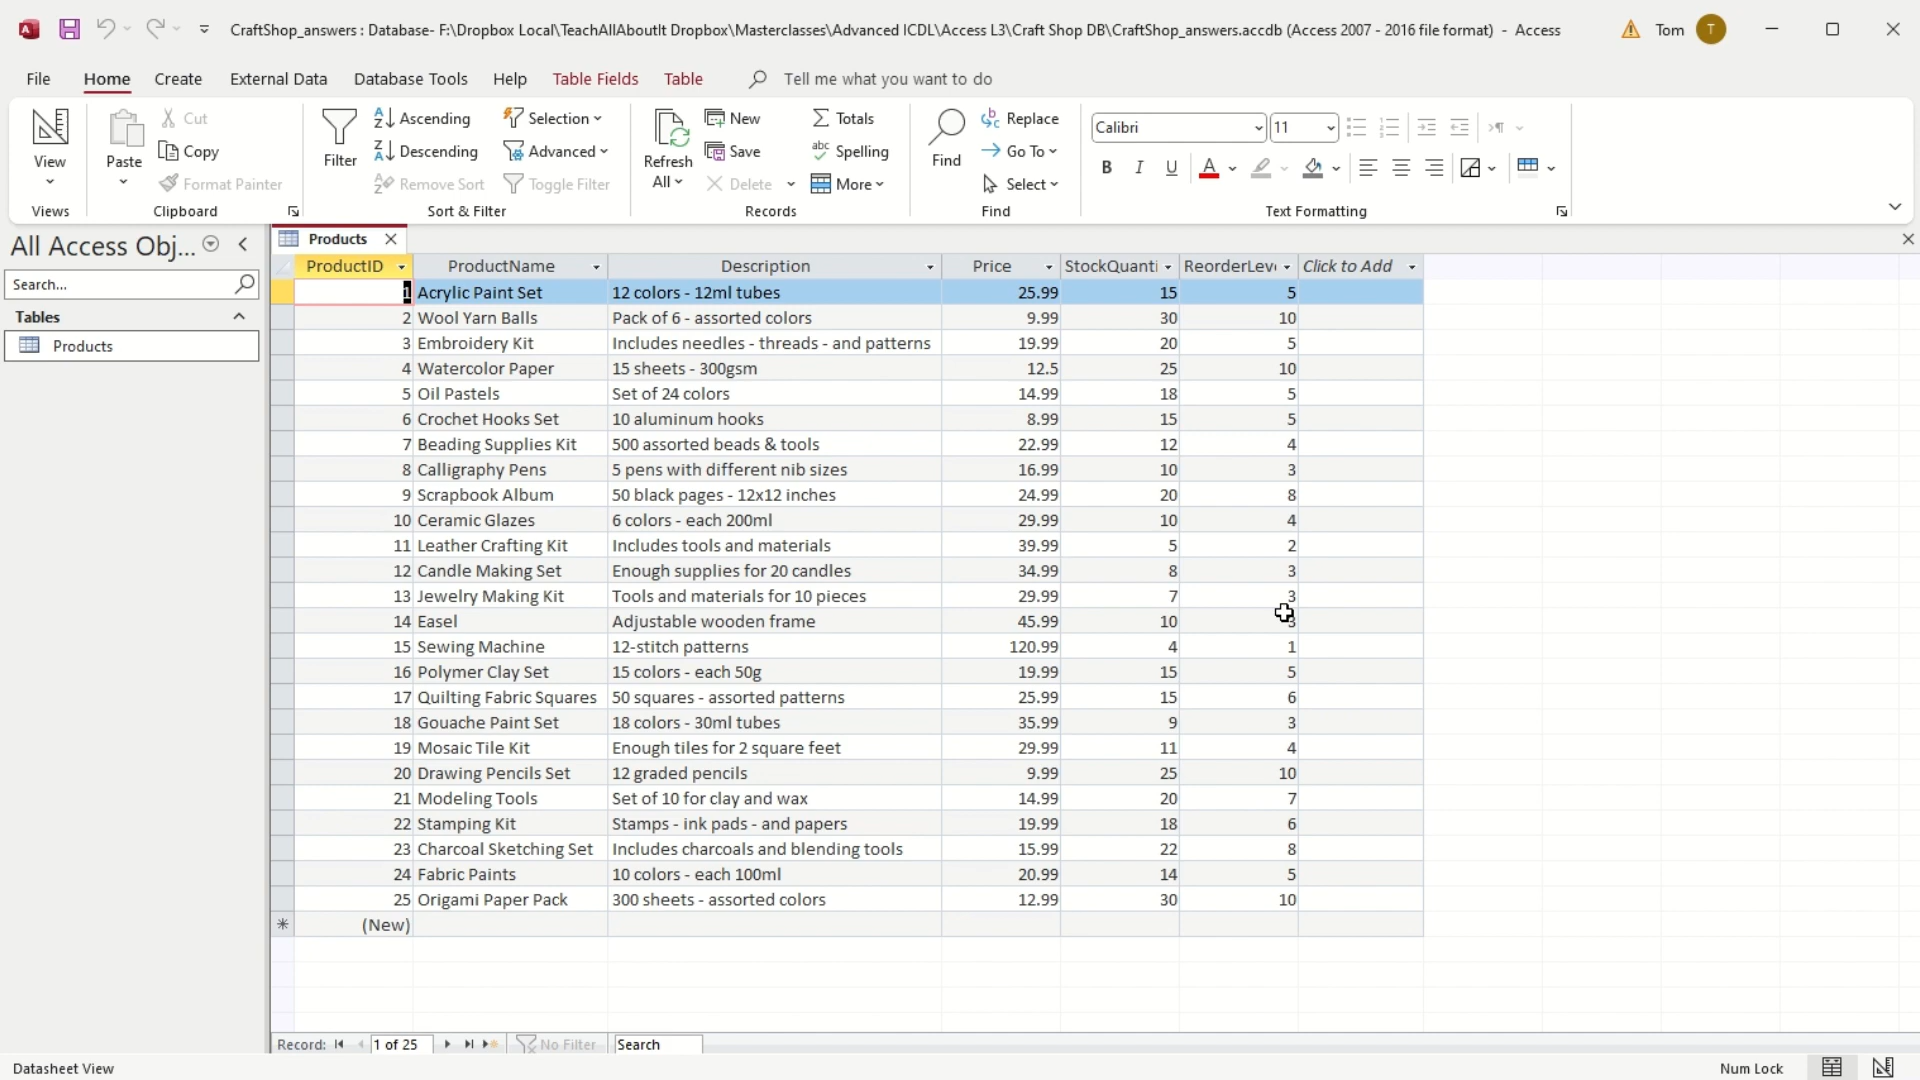 CraftShop_answers : Database- F:\Dropbox Local\TeachAllAboutIt Dropbox\Masterclasses\Advanced ICDL\Access L3\Craft Shop DB\CraftShop_answers.accdb (Access 2007 - 2016 file format) - Access
Tom T
File Home Create External Data Database Tools Help Table Fields Table Tell me what you want to do
View
Views
Paste
Cut
Copy
Format Painter
Clipboard
Filter
Ascending
Descending
Remove Sort
Selection
Advanced
Toggle Filter
Sort & Filter
Refresh All
New
Save
Delete
Totals
Spelling
More
Records
Find
Replace
Go To
Select
Find
Calibri 11
B I U A
Text Formatting
All Access Obj...
Search...
Tables
Products
Products
ProductID ProductName Description Price StockQuanti ReorderLev Click to Add
1 Acrylic Paint Set 12 colors - 12ml tubes 25.99 15 5
2 Wool Yarn Balls Pack of 6 - assorted colors 9.99 30 10
3 Embroidery Kit Includes needles - threads - and patterns 19.99 20 5
4 Watercolor Paper 15 sheets - 300gsm 12.5 25 10
5 Oil Pastels Set of 24 colors 14.99 18 5
6 Crochet Hooks Set 10 aluminum hooks 8.99 15 5
7 Beading Supplies Kit 500 assorted beads & tools 22.99 12 4
8 Calligraphy Pens 5 pens with different nib sizes 16.99 10 3
9 Scrapbook Album 50 black pages - 12x12 inches 24.99 20 8
10 Ceramic Glazes 6 colors - each 200ml 29.99 10 4
11 Leather Crafting Kit Includes tools and materials 39.99 5 2
12 Candle Making Set Enough supplies for 20 candles 34.99 8 3
13 Jewelry Making Kit Tools and materials for 10 pieces 29.99 7 3
14 Easel Adjustable wooden frame 45.99 10 3
15 Sewing Machine 12-stitch patterns 120.99 4 1
16 Polymer Clay Set 15 colors - each 50g 19.99 15 5
17 Quilting Fabric Squares 50 squares - assorted patterns 25.99 15 6
18 Gouache Paint Set 18 colors - 30ml tubes 35.99 9 3
19 Mosaic Tile Kit Enough tiles for 2 square feet 29.99 11 4
20 Drawing Pencils Set 12 graded pencils 9.99 25 10
21 Modeling Tools Set of 10 for clay and wax 14.99 20 7
22 Stamping Kit Stamps - ink pads - and papers 19.99 18 6
23 Charcoal Sketching Set Includes charcoals and blending tools 15.99 22 8
24 Fabric Paints 10 colors - each 100ml 20.99 14 5
25 Origami Paper Pack 300 sheets - assorted colors 12.99 30 10
(New)
Record: 1 of 25 No Filter Search
Datasheet View Num Lock